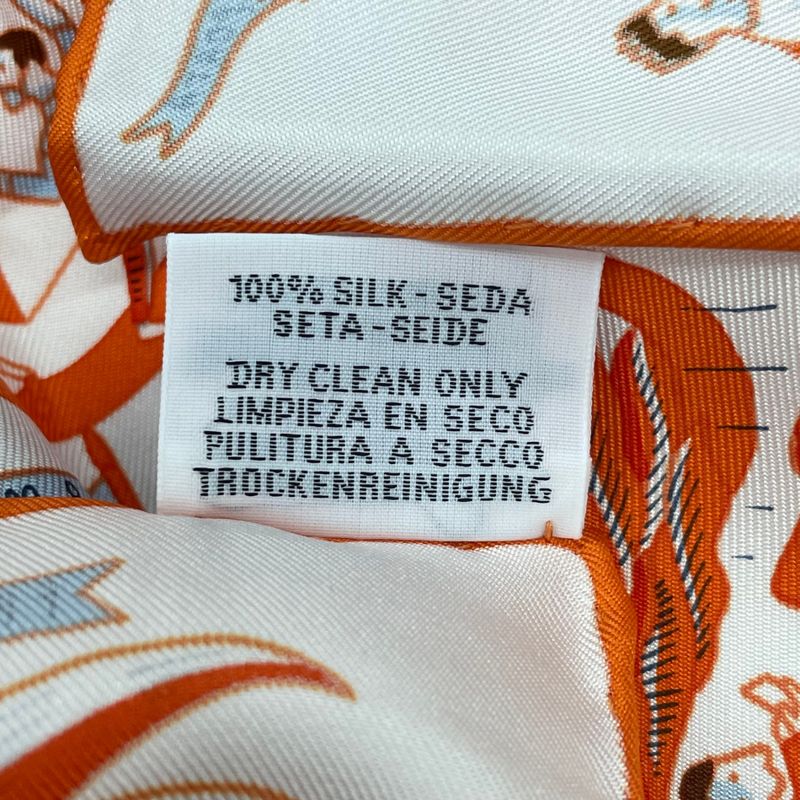 100% SILK - SEDA
SETA - SEIDE
DRY CLEAN ONLY
LIMPIEZA EN SECO
PULITURA A SECCO
TROCKENREINIGUNG